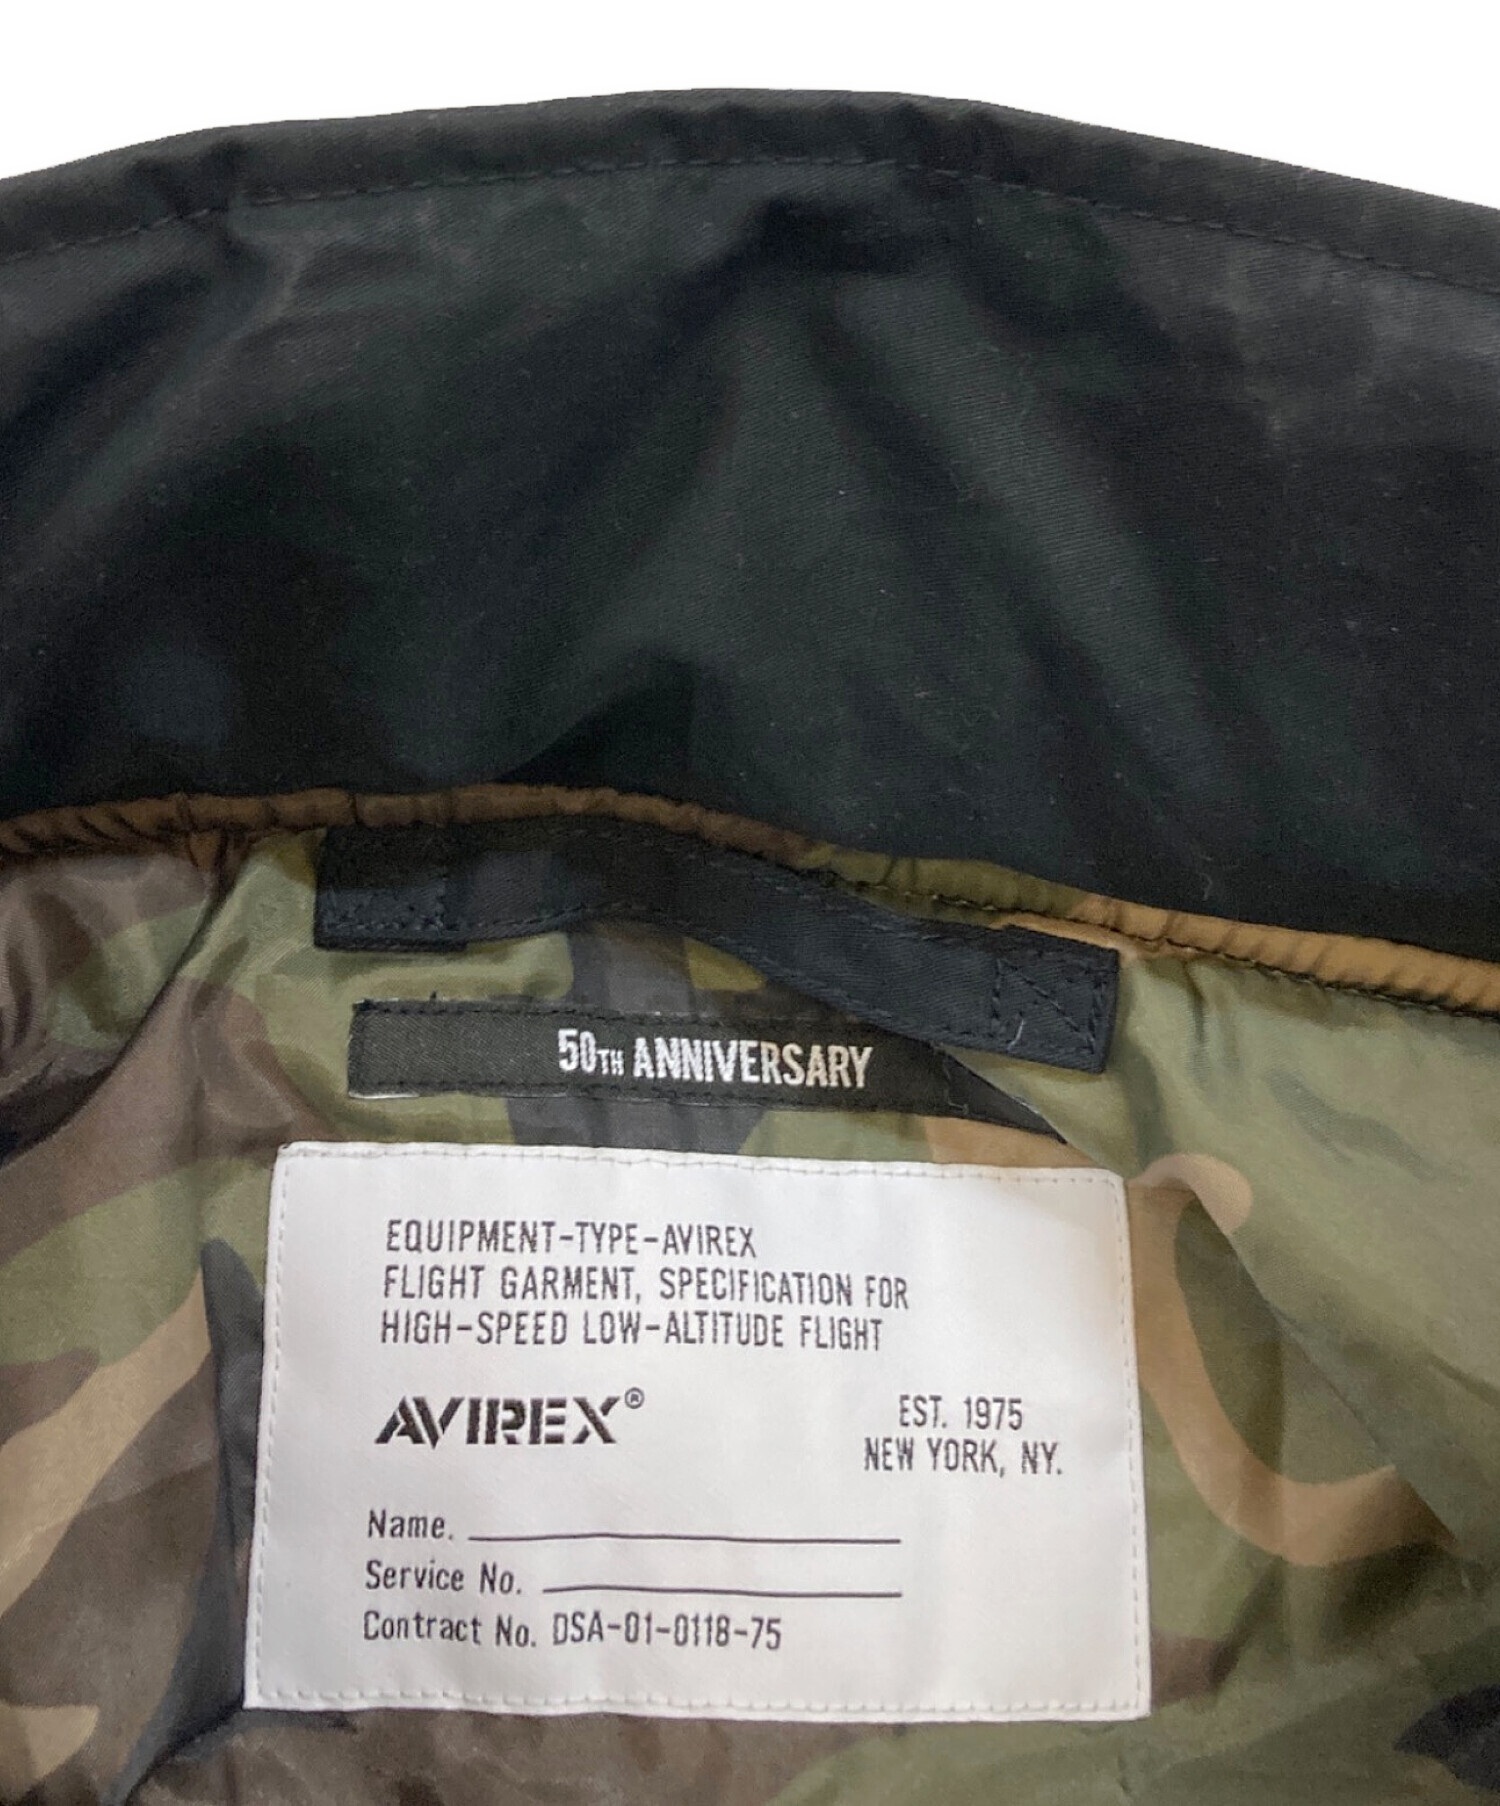 50TH ANNIVERSARY
EQUIPMENT-TYPE-AVIREX
FLIGHT GARMENT, SPECIFICATION FOR
HIGH-SPEED LOW-ALTITUDE FLIGHT
AVIREX®
EST. 1975
NEW YORK, NY.
Name.
Service No.
Contract No. DSA-01-0118-75